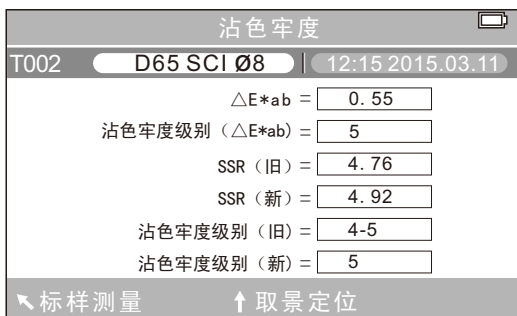 沾色牢度
T002 D65 SCI Ø8 12:15 2015.03.11
△E*ab = 0.55
沾色牢度级别（△E*ab）= 5
SSR（旧）= 4.76
SSR（新）= 4.92
沾色牢度级别（旧）= 4-5
沾色牢度级别（新）= 5
↖标样测量 ↑取景定位